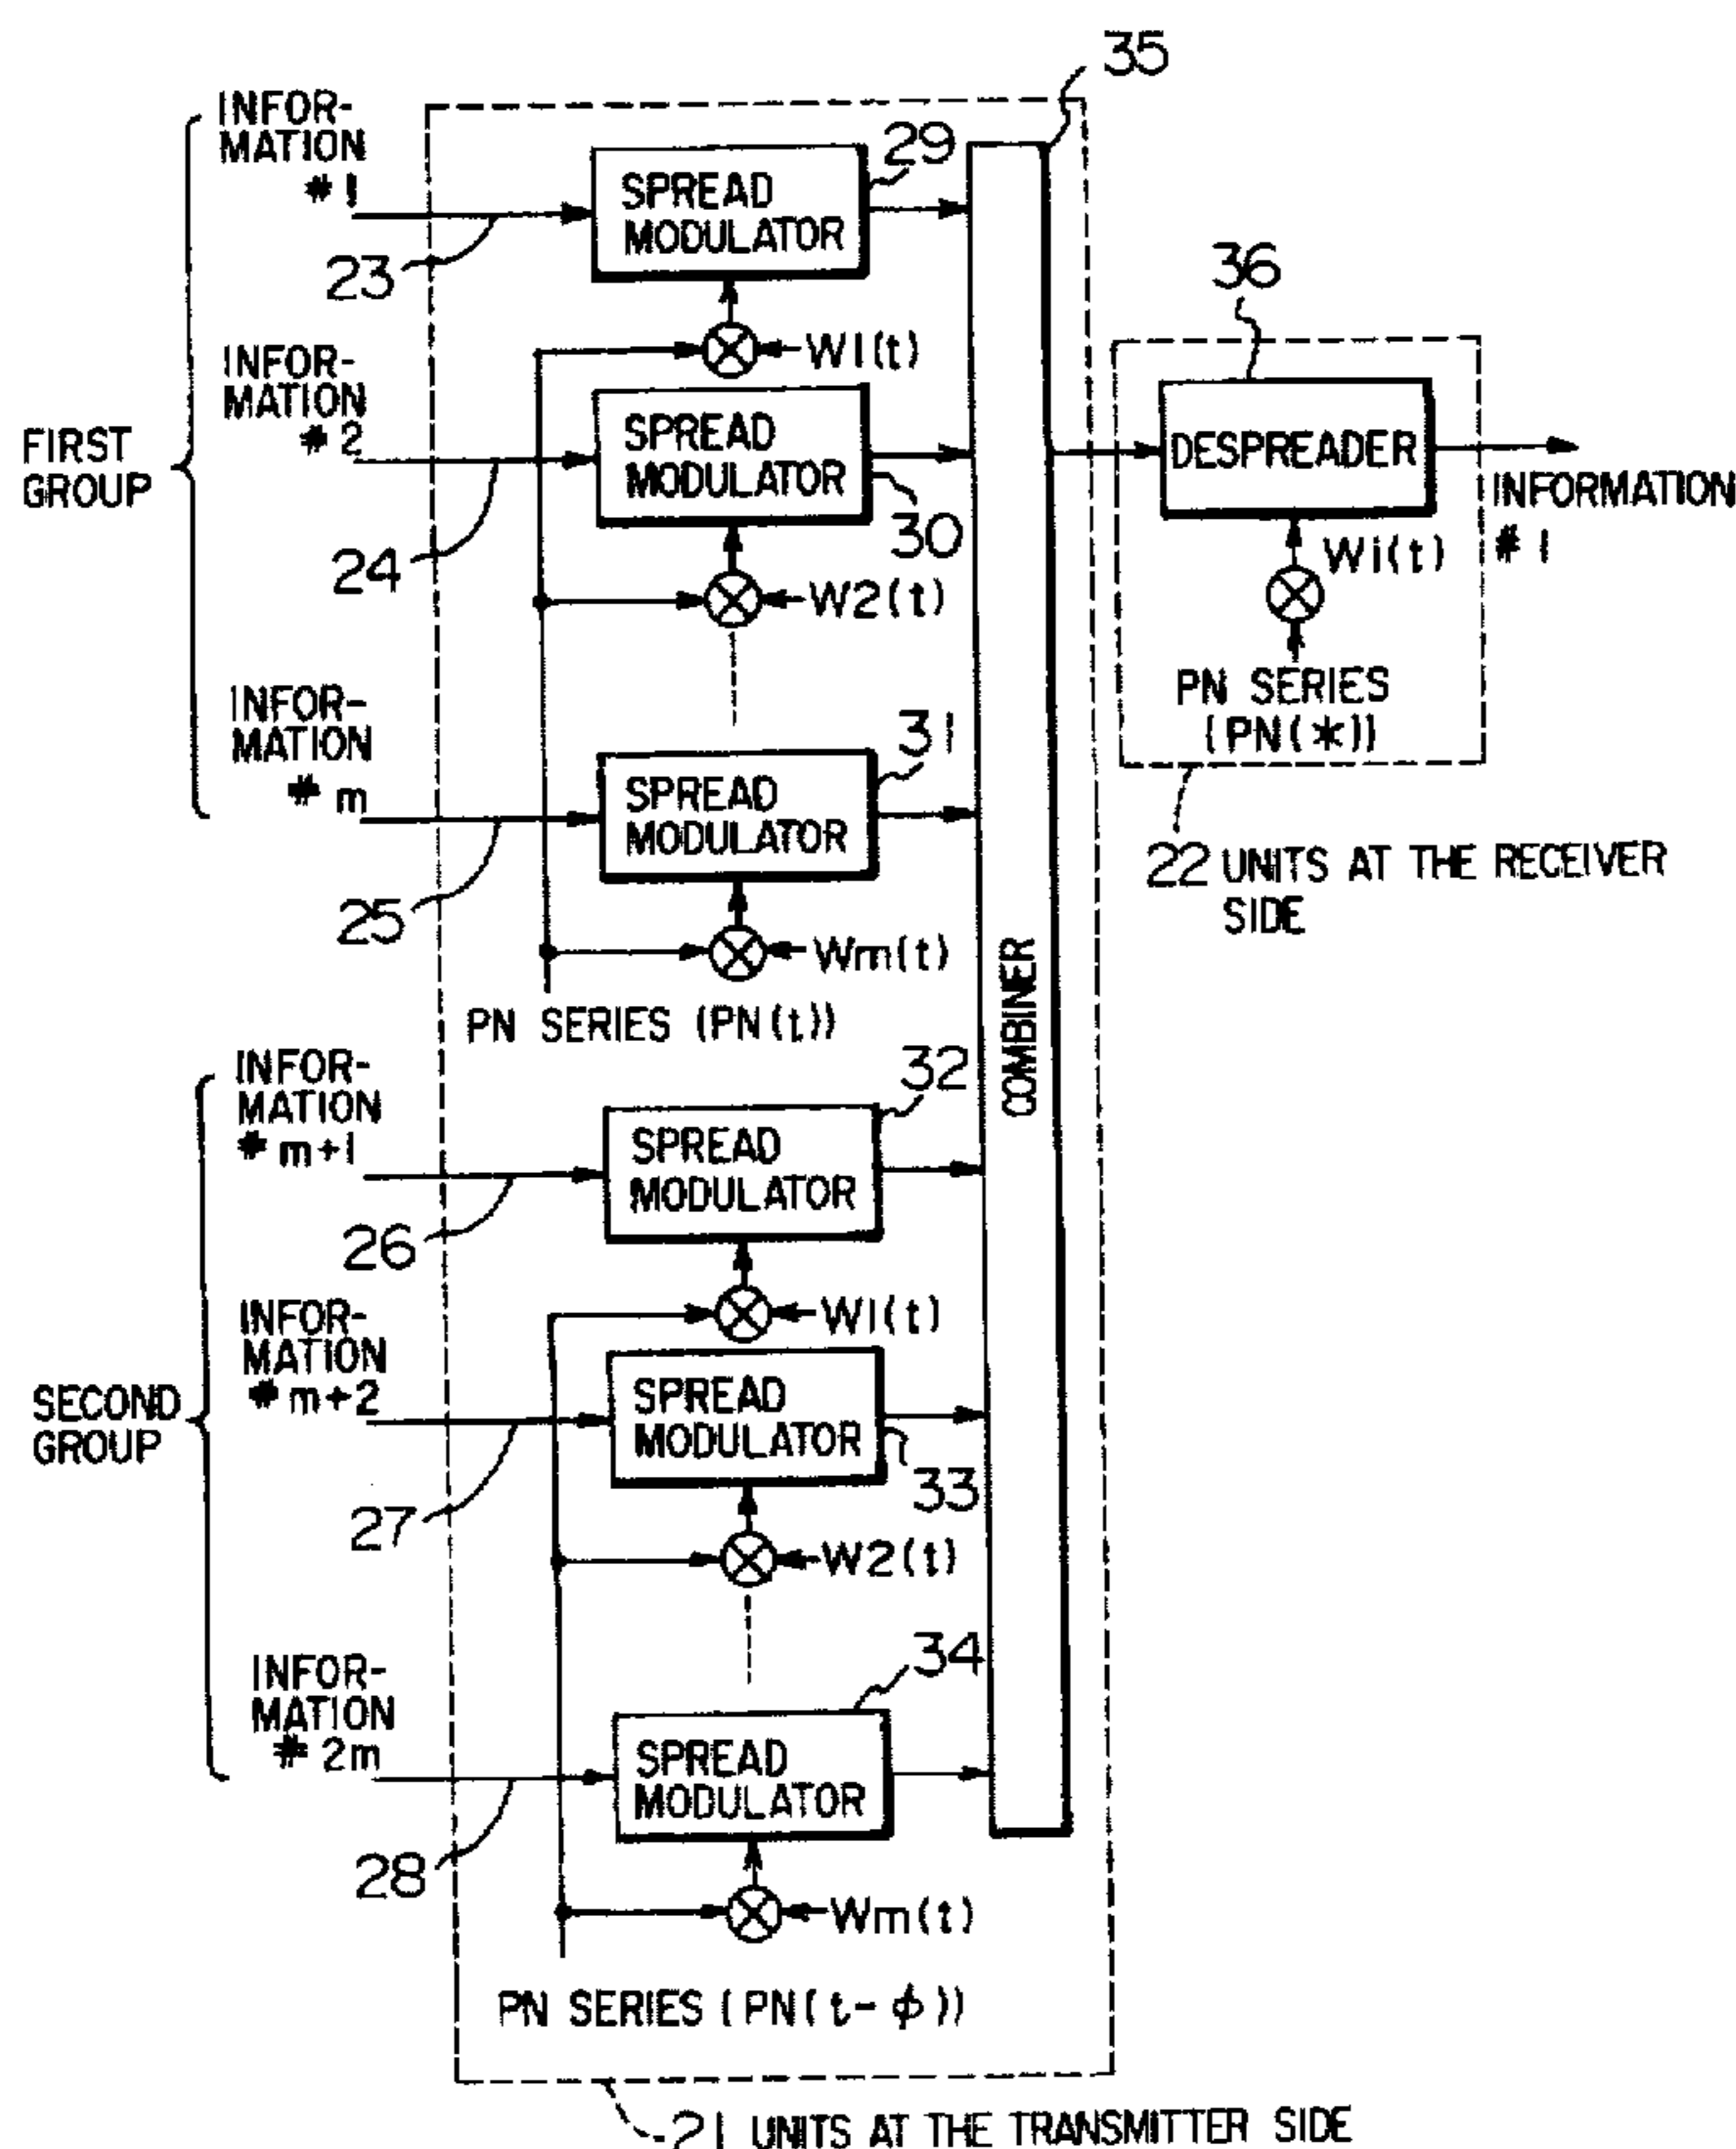 35
INFOR-
MATION
# 1
29
SPREAD
MODULATOR
23
36
W1(t)
INFOR-
MATION
# 2
FIRST
GROUP
SPREAD
MODULATOR
DESPREADER
INFORMATION
# 1
30
24
Wi(t)
W2(t)
PN SERIES
(PN(*))
INFOR-
MATION
# m
31
SPREAD
MODULATOR
22 UNITS AT THE RECEIVER
SIDE
25
Wm(t)
COMBINER
PN SERIES (PN(t))
INFOR-
MATION
# m+1
32
SPREAD
MODULATOR
26
W1(t)
INFOR-
MATION
# m+2
SECOND
GROUP
SPREAD
MODULATOR
33
27
W2(t)
INFOR-
MATION
# 2m
34
SPREAD
MODULATOR
28
Wm(t)
PN SERIES (PN(t-ϕ))
21 UNITS AT THE TRANSMITTER SIDE